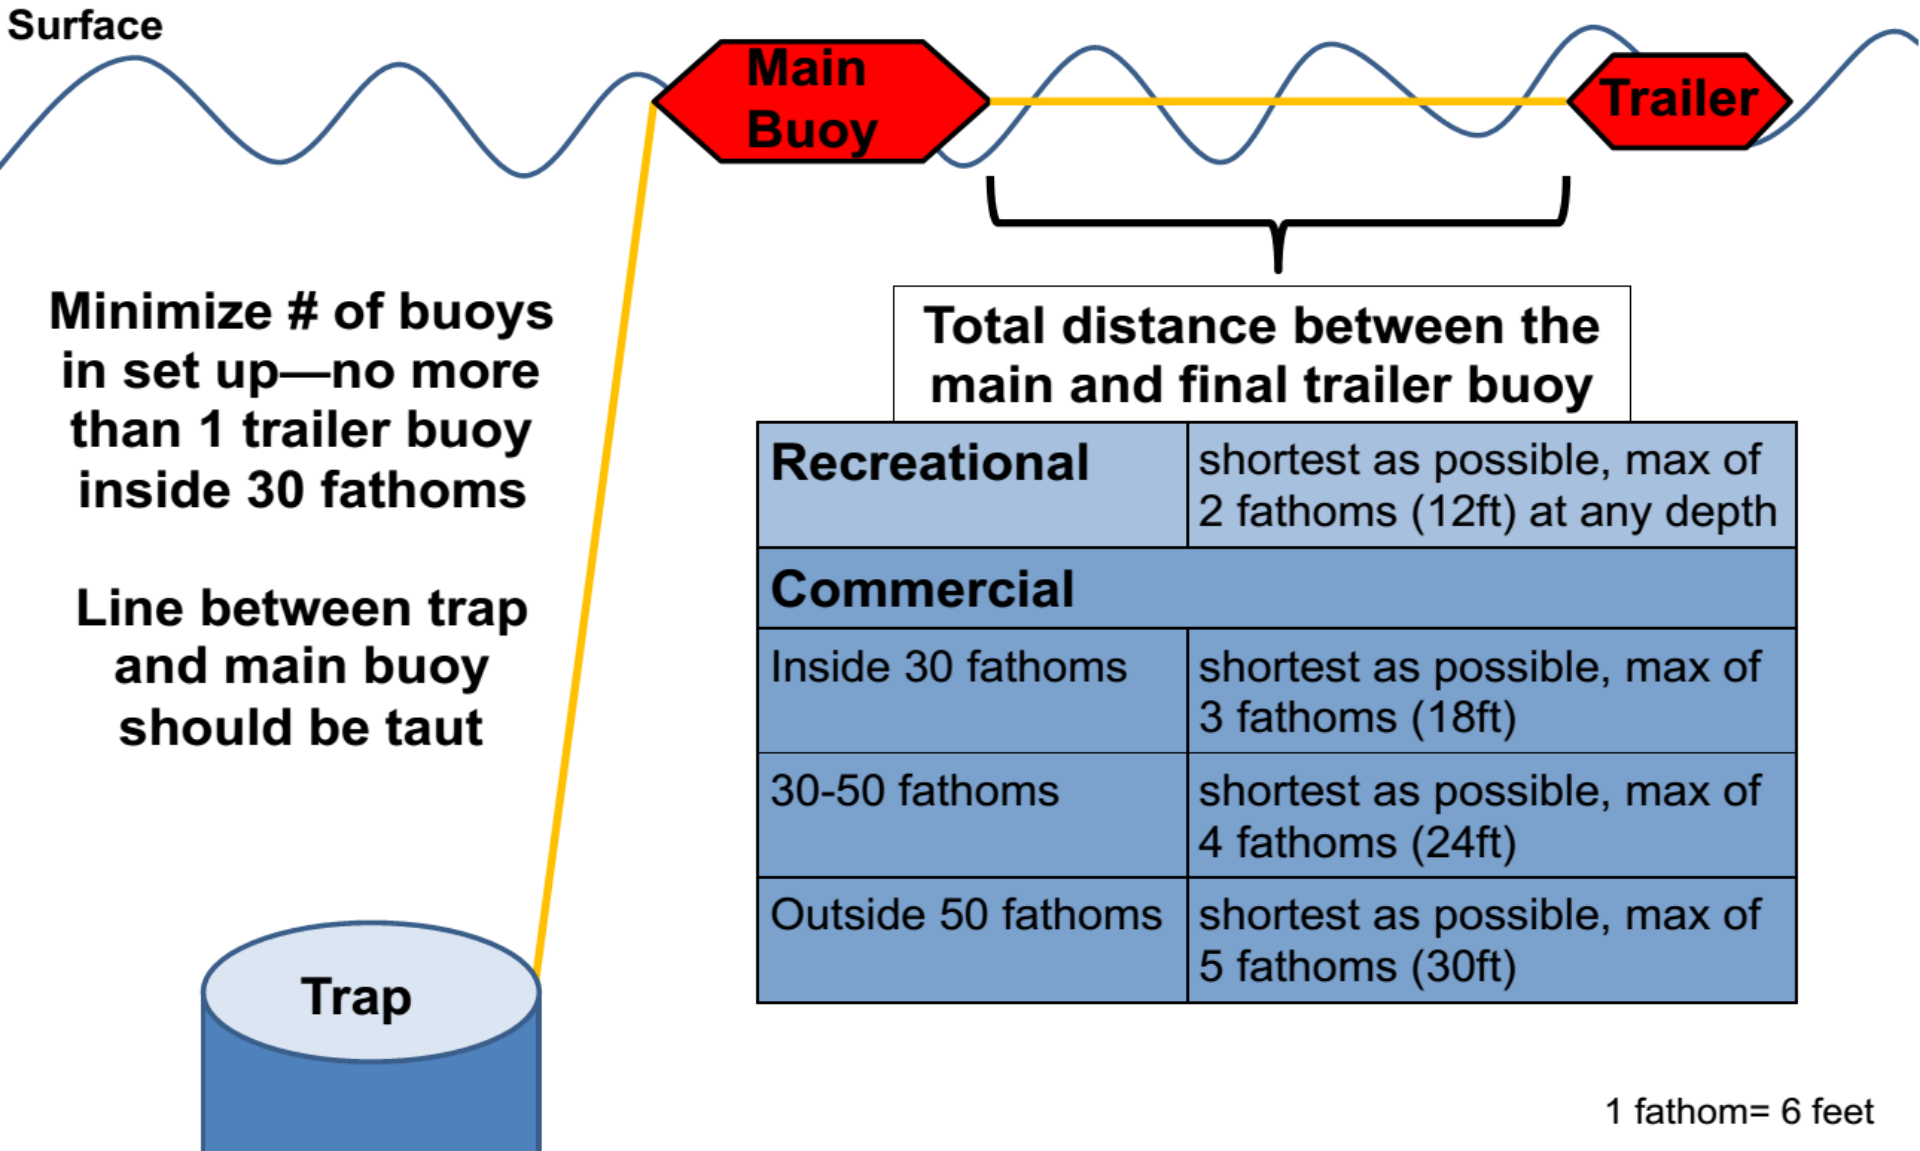 Surface
Main
Buoy
Trailer
Minimize # of buoys
in set up—no more
than 1 trailer buoy
inside 30 fathoms
Line between trap
and main buoy
should be taut
Trap
Total distance between the
main and final trailer buoy
Recreational
shortest as possible, max of
2 fathoms (12ft) at any depth
Commercial
Inside 30 fathoms
shortest as possible, max of
3 fathoms (18ft)
30-50 fathoms
shortest as possible, max of
4 fathoms (24ft)
Outside 50 fathoms
shortest as possible, max of
5 fathoms (30ft)
1 fathom= 6 feet